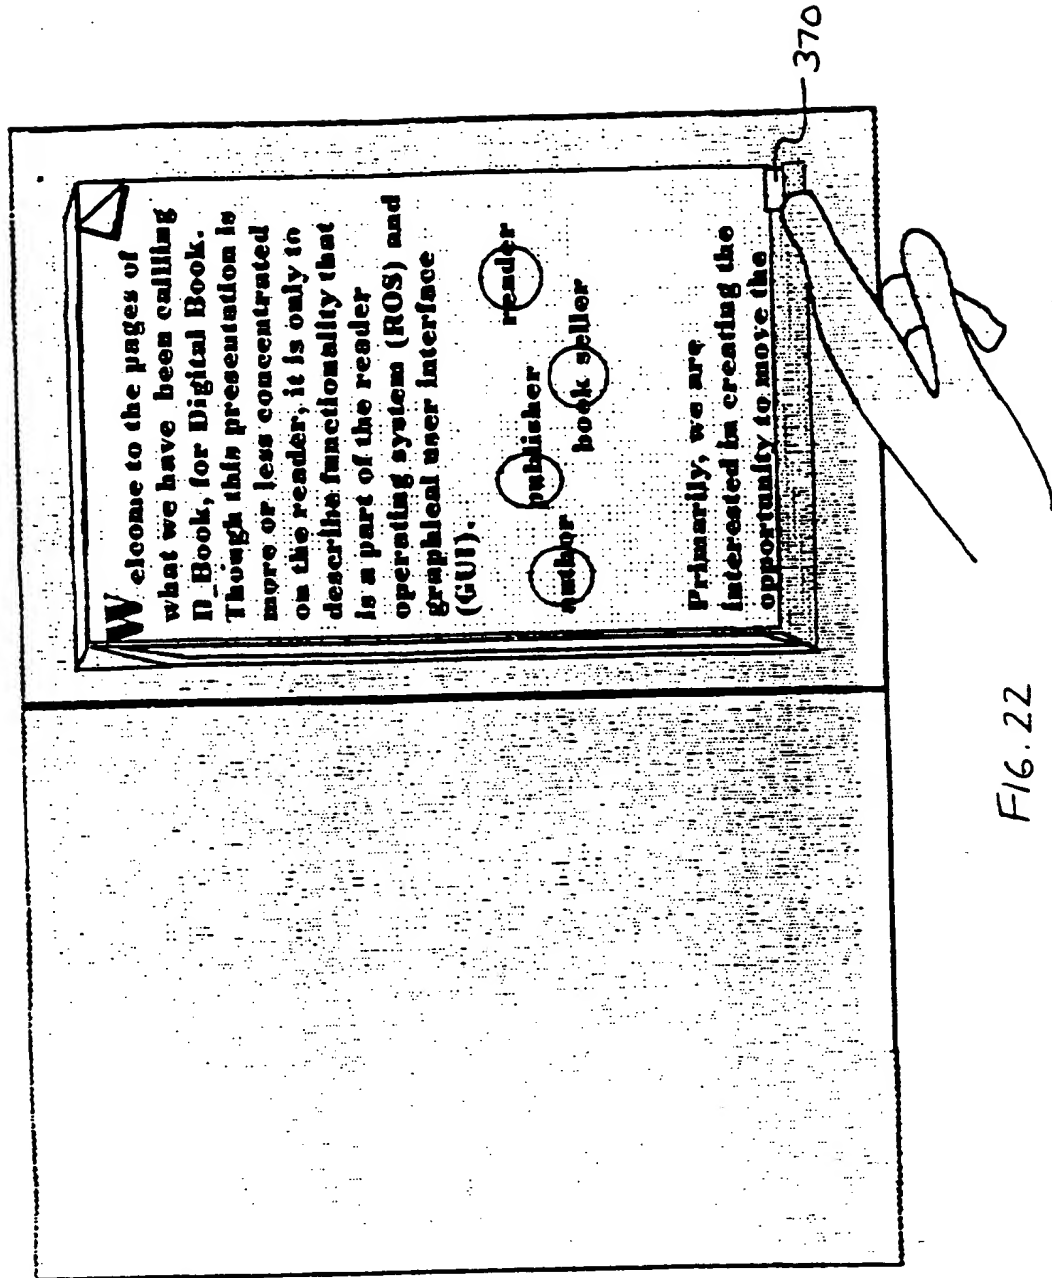 Welcome to the pages of
what we have been calling
D_Book, for Digital Book.
Though this presentation is
more or less concentrated
on the reader, it is only to
describe functionality that
is a part of the reader
operating system (ROS) and
graphical user interface
(GUI).
author publisher book seller reader
Primarily, we are
interested in creating the
opportunity to move the
370
FIG. 22